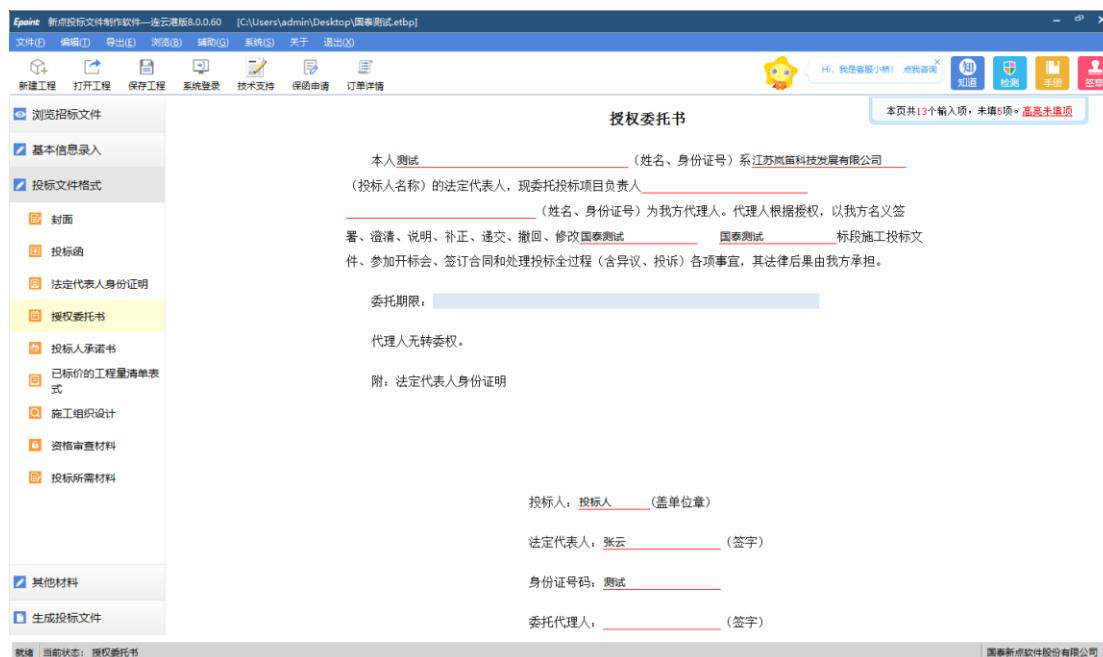 Epoint 新点投标文件制作软件—连云港版8.0.0.60 [C:\Users\admin\Desktop\国泰测试.etbp]
文件(F) 编辑(T) 导出(E) 浏览(B) 辅助(G) 系统(S) 关于 退出(X)
新建工程 打开工程 保存工程 系统登录 技术支持 保函申请 订单详情
Hi，我是客服小桥！点我咨询
知 知道 检测 手册 签章
浏览招标文件
基本信息录入
投标文件格式
封面
投标函
法定代表人身份证明
授权委托书
投标人承诺书
已标价的工程量清单表
式
施工组织设计
资格审查材料
投标所需材料
其他材料
生成投标文件
本页共13个输入项，未填5项。高亮未填项
授权委托书
本人测试（姓名、身份证号）系江苏岚笛科技发展有限公司
（投标人名称）的法定代表人，现委托投标项目负责人
（姓名、身份证号）为我方代理人。代理人根据授权，以我方名义签
署、澄清、说明、补正、递交、撤回、修改国泰测试 国泰测试 标段施工投标文
件、参加开标会、签订合同和处理投标全过程（含异议、投诉）各项事宜，其法律后果由我方承担。
委托期限：
代理人无转委权。
附：法定代表人身份证明
投标人：投标人（盖单位章）
法定代表人：张云（签字）
身份证号码：测试
委托代理人：（签字）
就绪 当前状态：授权委托书 国泰新点软件股份有限公司